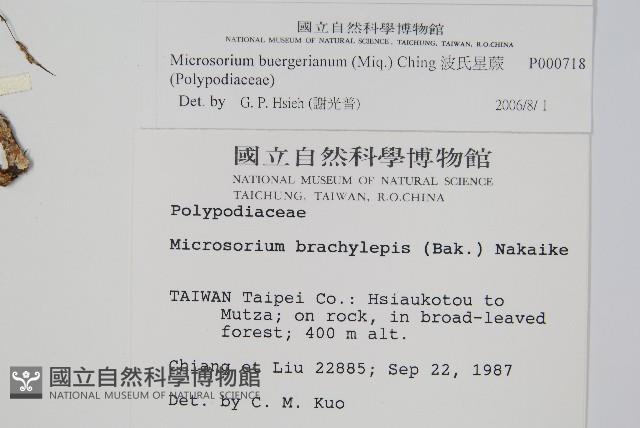 國立自然科學博物館
NATIONAL MUSEUM OF NATURAL SCIENCE, TAICHUNG, TAIWAN, R.O.CHINA
Microsorium buergerianum (Miq.) Ching 波氏星蕨 P000718
(Polypodiaceae)
Det. by G. P. Hsieh (謝光普) 2006/8/1
國立自然科學博物館
NATIONAL MUSEUM OF NATURAL SCIENCE
TAICHUNG, TAIWAN, R.O.CHINA
Polypodiaceae
Microsorium brachylepis (Bak.) Nakaike
TAIWAN Taipei Co.: Hsiaukotou to
Mutza; on rock, in broad-leaved
forest; 400 m alt.
Chiang et Liu 22885; Sep 22, 1987
國立自然科學博物館
NATIONAL MUSEUM OF NATURAL SCIENCE
Det. by C. M. Kuo